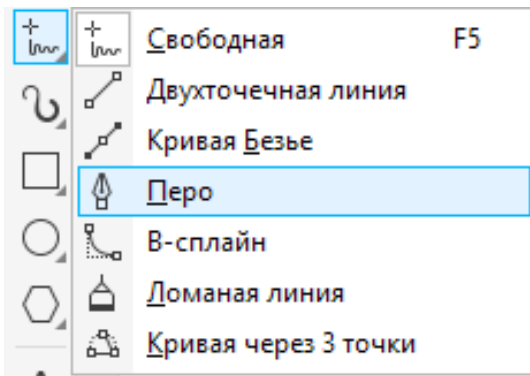 Свободная F5
Двухточечная линия
Кривая Безье
Перо
В-сплайн
Ломаная линия
Кривая через 3 точки